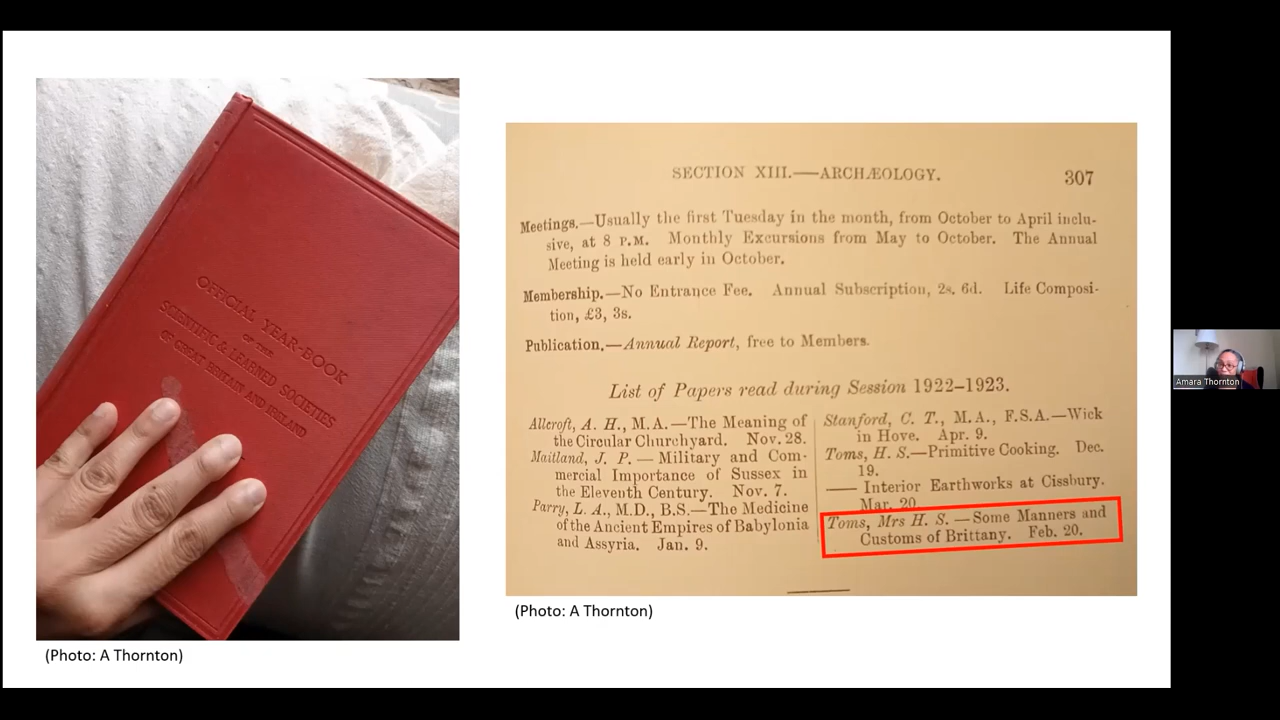 OFFICIAL YEAR-BOOK
OF THE
SCIENTIFIC & LEARNED SOCIETIES
OF GREAT BRITAIN AND IRELAND
(Photo: A Thornton)
SECTION XIII.—ARCHÆOLOGY.
307
Meetings.—Usually the first Tuesday in the month, from October to April inclu-
sive, at 8 P.M. Monthly Excursions from May to October. The Annual
Meeting is held early in October.
Membership.—No Entrance Fee. Annual Subscription, 2s. 6d. Life Composi-
tion, £3, 3s.
Publication.—Annual Report, free to Members.
List of Papers read during Session 1922–1923.
Allcroft, A. H., M.A.—The Meaning of
the Circular Churchyard. Nov. 28.
Maitland, J. P. — Military and Com-
mercial Importance of Sussex in
the Eleventh Century. Nov. 7.
Parry, L. A., M.D., B.S.—The Medicine
of the Ancient Empires of Babylonia
and Assyria. Jan. 9.
Stanford, C. T., M.A., F.S.A.—Wick
in Hove. Apr. 9.
Toms, H. S.—Primitive Cooking. Dec.
19.
—— Interior Earthworks at Cissbury.
Mar. 20.
Toms, Mrs H. S. —Some Manners and
Customs of Brittany. Feb. 20.
(Photo: A Thornton)
Amara Thornton